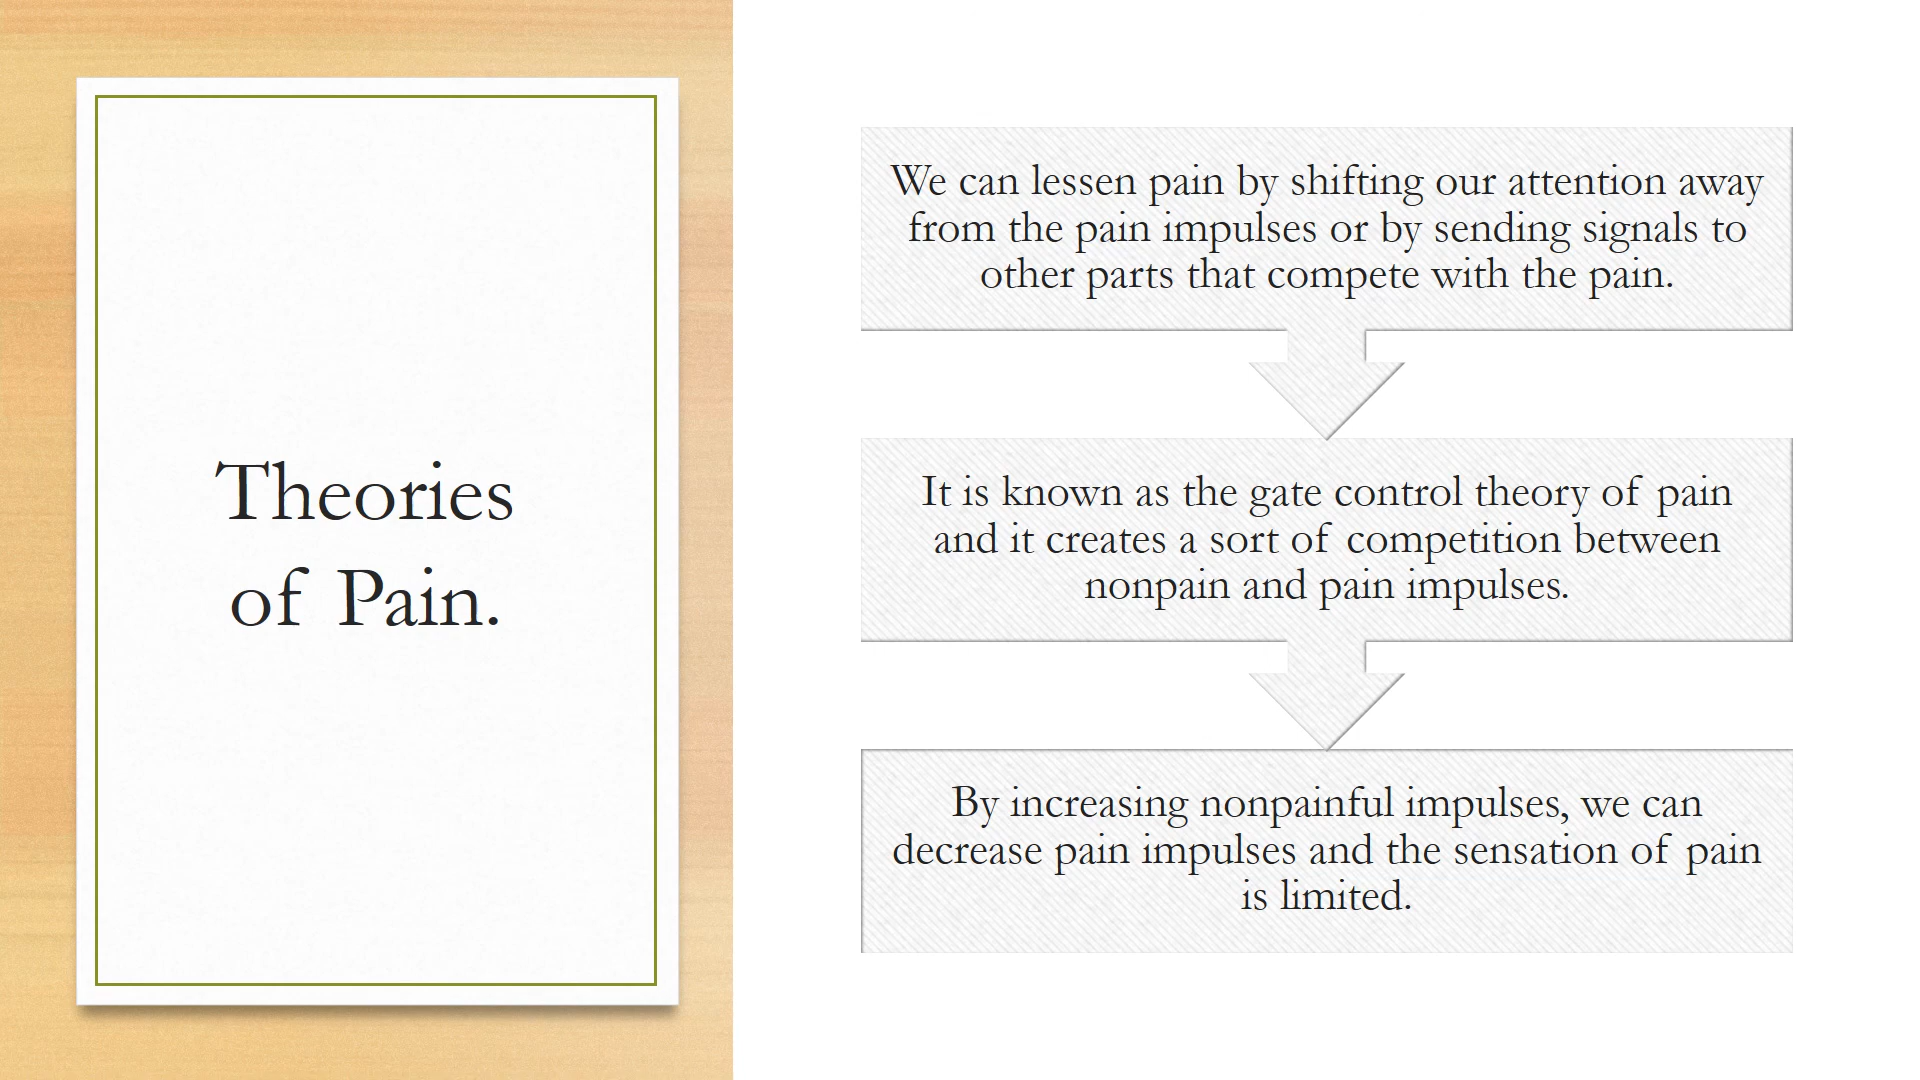 Theories
of Pain.
We can lessen pain by shifting our attention away
from the pain impulses or by sending signals to
other parts that compete with the pain.
It is known as the gate control theory of pain
and it creates a sort of competition between
nonpain and pain impulses.
By increasing nonpainful impulses, we can
decrease pain impulses and the sensation of pain
is limited.